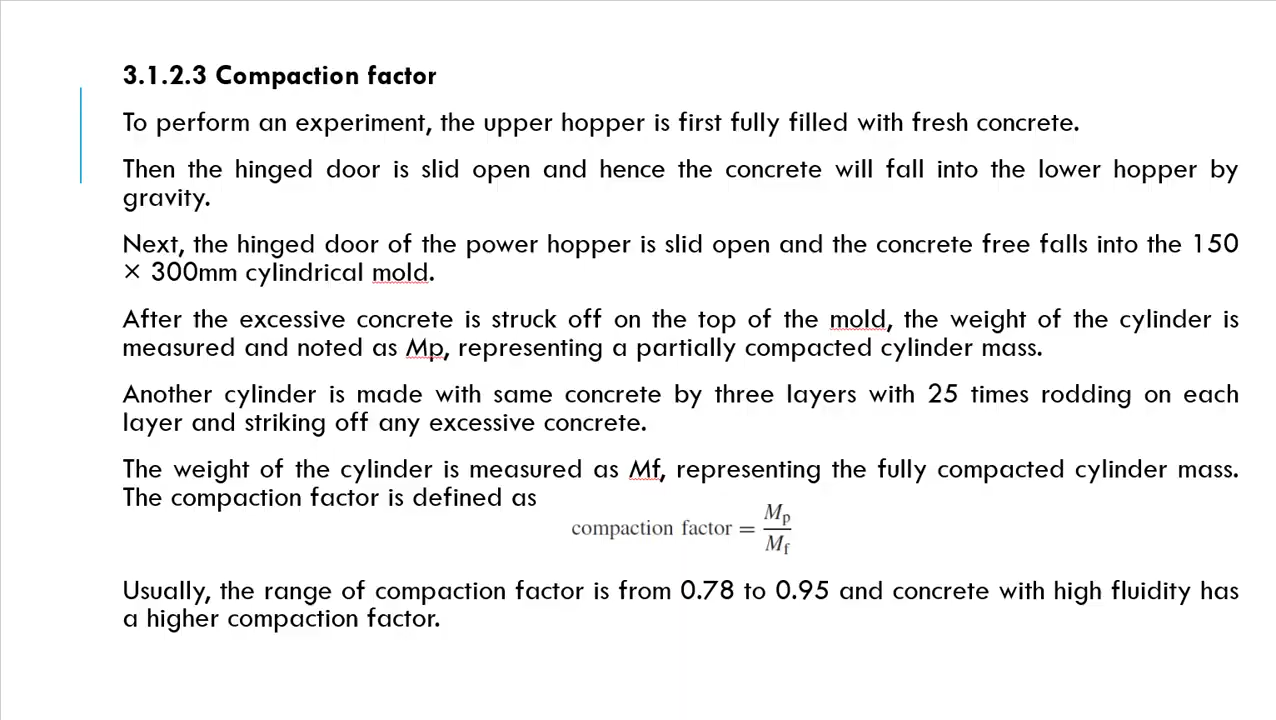 3.1.2.3 Compaction factor
To perform an experiment, the upper hopper is first fully filled with fresh concrete.
Then the hinged door is slid open and hence the concrete will fall into the lower hopper by
gravity.
Next, the hinged door of the power hopper is slid open and the concrete free falls into the 150
× 300mm cylindrical mold.
After the excessive concrete is struck off on the top of the mold, the weight of the cylinder is
measured and noted as Mp, representing a partially compacted cylinder mass.
Another cylinder is made with same concrete by three layers with 25 times rodding on each
layer and striking off any excessive concrete.
The weight of the cylinder is measured as Mf, representing the fully compacted cylinder mass.
The compaction factor is defined as
compaction factor = Mp / Mf
Usually, the range of compaction factor is from 0.78 to 0.95 and concrete with high fluidity has
a higher compaction factor.